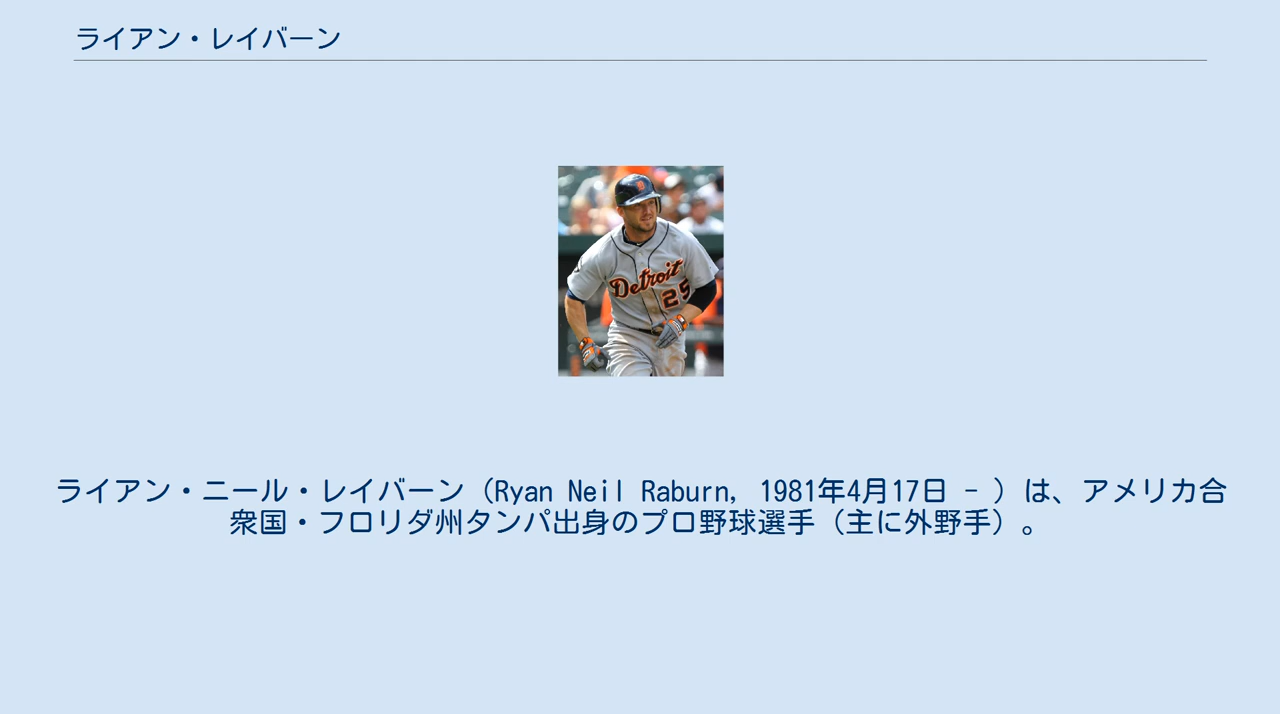 ライアン・レイバーン
Detroit
25
ライアン・ニール・レイバーン（Ryan Neil Raburn, 1981年4月17日 - ）は、アメリカ合
衆国・フロリダ州タンパ出身のプロ野球選手（主に外野手）。